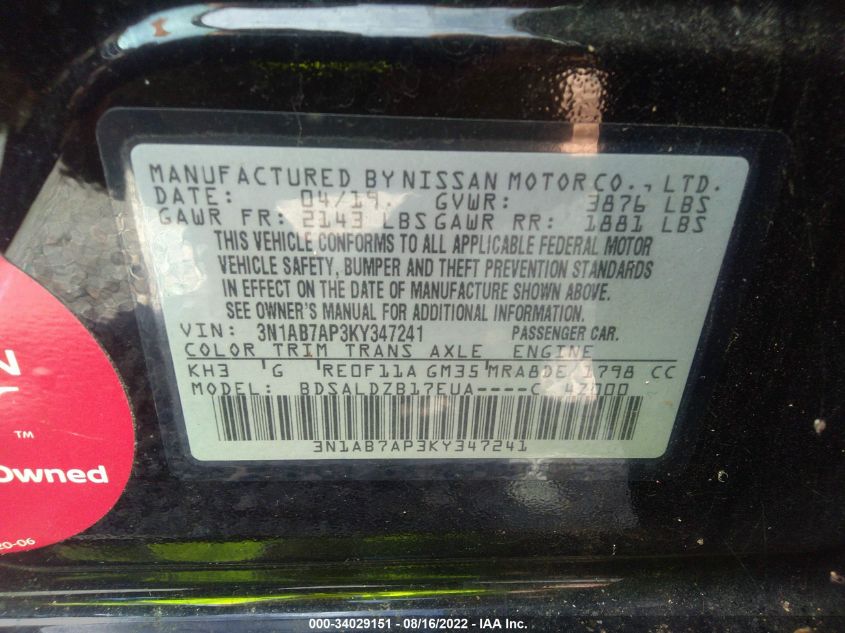 MANUFACTURED BY NISSAN MOTOR CO., LTD.
DATE: 04/19. GVWR: 3876 LBS
GAWR FR: 2143 LBS GAWR RR: 1881 LBS
THIS VEHICLE CONFORMS TO ALL APPLICABLE FEDERAL MOTOR
VEHICLE SAFETY, BUMPER AND THEFT PREVENTION STANDARDS
IN EFFECT ON THE DATE OF MANUFACTURE SHOWN ABOVE.
SEE OWNER'S MANUAL FOR ADDITIONAL INFORMATION.
VIN: 3N1AB7AP3KY347241 PASSENGER CAR.
COLOR TRIM TRANS AXLE ENGINE
KH3 G RE0F11A GM35 MRA8DE/1798 CC
MODEL: BDSALDZB17EUA----C
3N1AB7AP3KY347241
N
TM
Owned
20-06
000-34029151 - 08/16/2022 - IAA Inc.